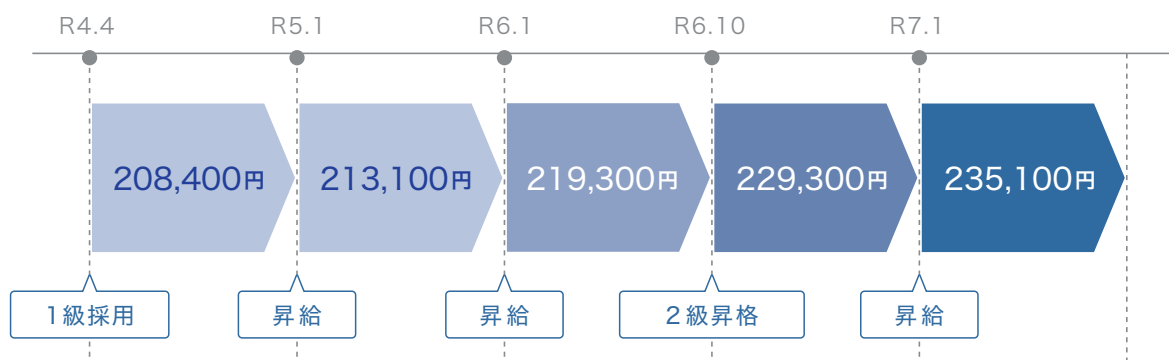 R4.4 R5.1 R6.1 R6.10 R7.1
208,400円 213,100円 219,300円 229,300円 235,100円
1級採用 昇給 昇給 2級昇格 昇給